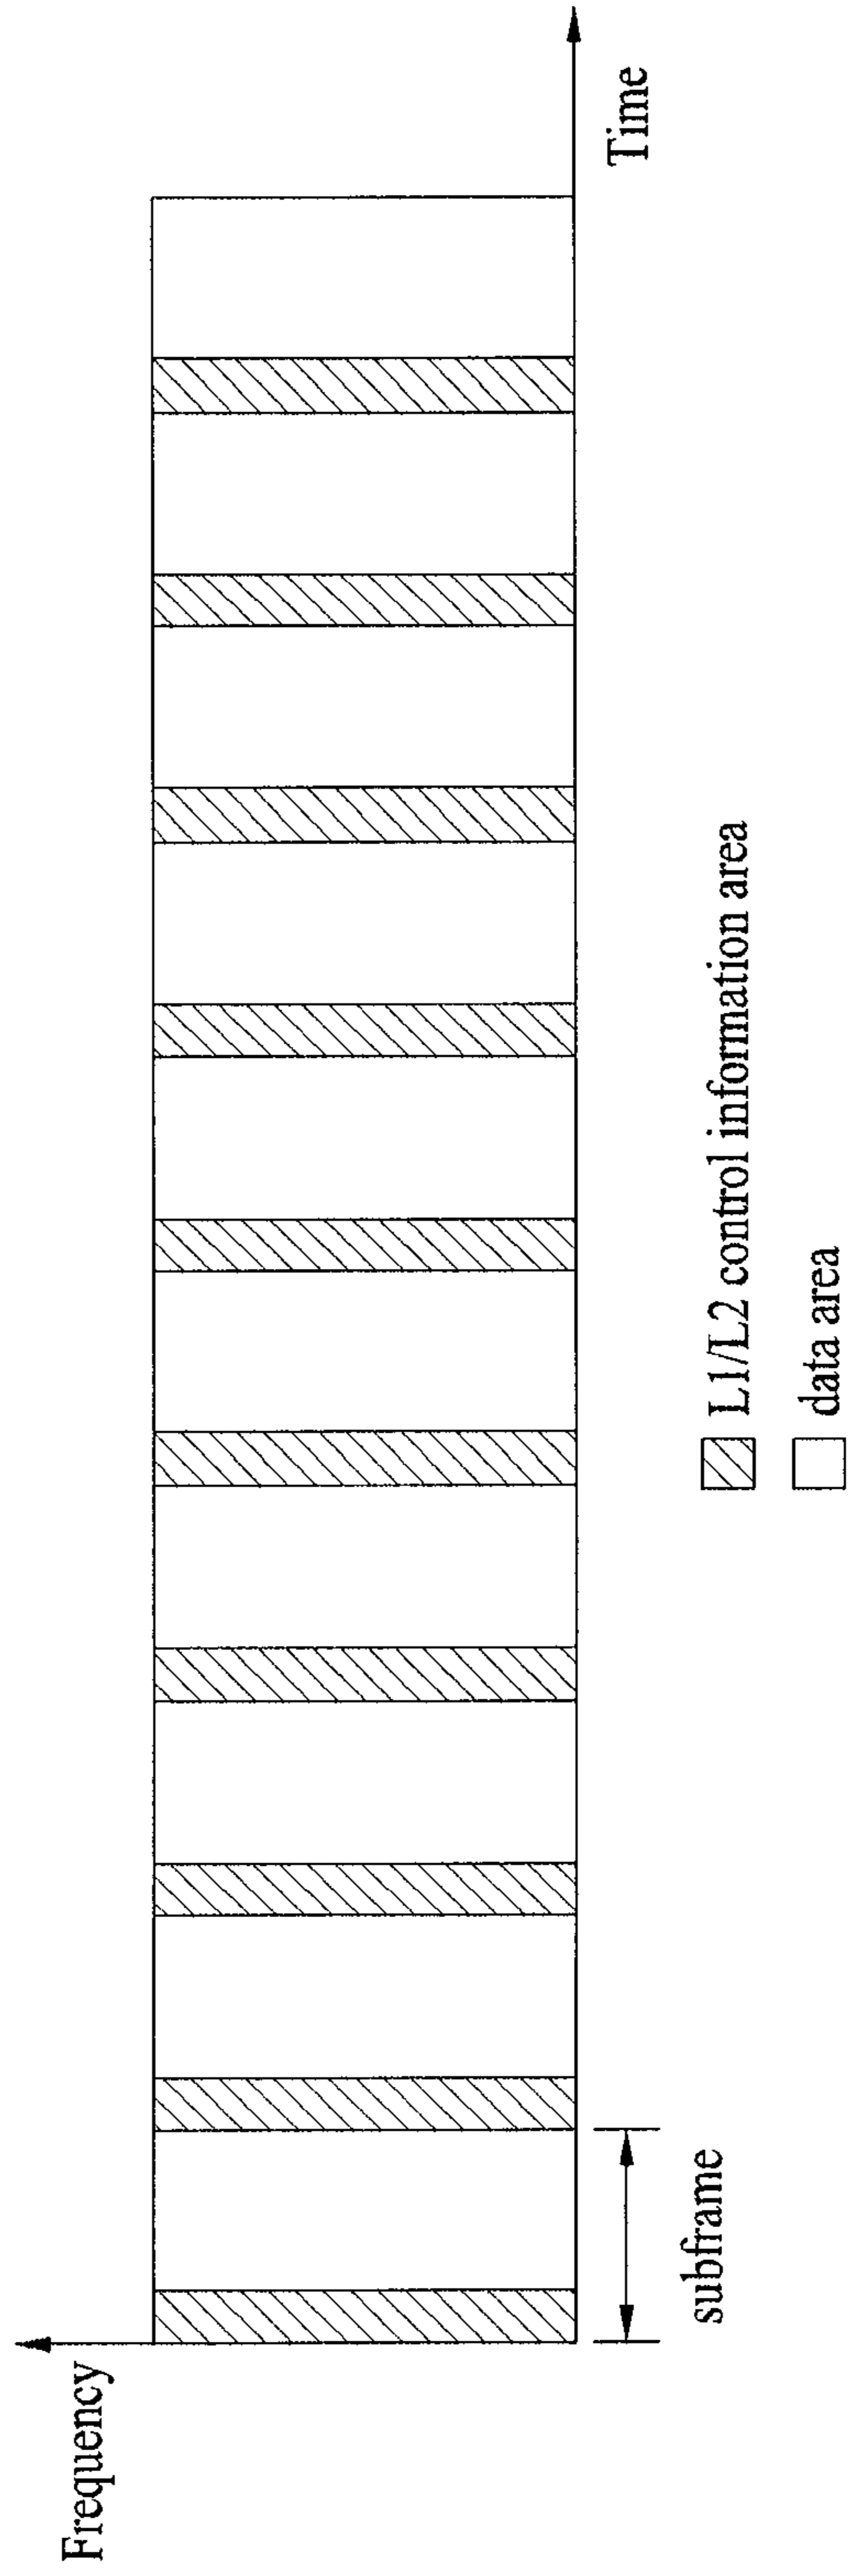 Frequency
Time
subframe
L1/L2 control information area
data area